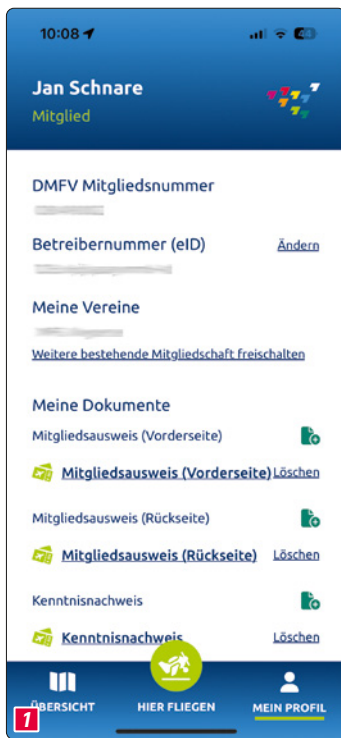 10:08
Jan Schnare
Mitglied
DMFV Mitgliedsnummer
Betreibernummer (eID) Ändern
Meine Vereine
Weitere bestehende Mitgliedschaft freischalten
Meine Dokumente
Mitgliedsausweis (Vorderseite)
Mitgliedsausweis (Vorderseite) Löschen
Mitgliedsausweis (Rückseite)
Mitgliedsausweis (Rückseite) Löschen
Kenntnisnachweis
Kenntnisnachweis Löschen
ÜBERSICHT HIER FLIEGEN MEIN PROFIL
1